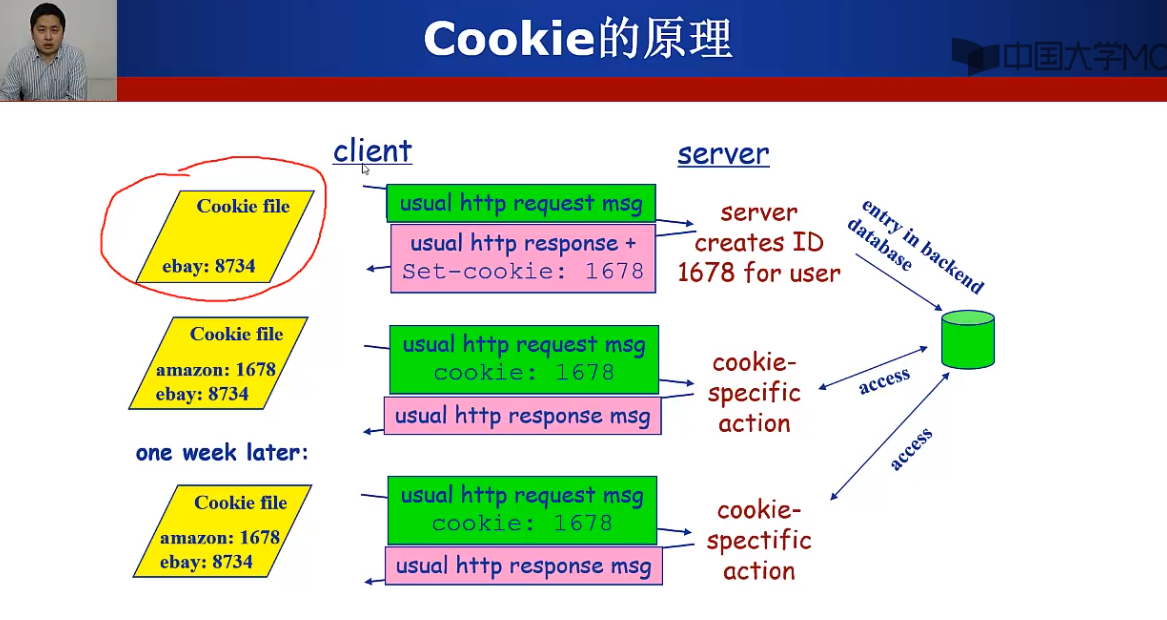 Cookie的原理
中国大学MO
client
server
Cookie file
ebay: 8734
usual http request msg
usual http response +
Set-cookie: 1678
server
creates ID
1678 for user
entry in backend
database
Cookie file
amazon: 1678
ebay: 8734
usual http request msg
cookie: 1678
usual http response msg
cookie-
specific
action
access
access
one week later:
Cookie file
amazon: 1678
ebay: 8734
usual http request msg
cookie: 1678
usual http response msg
cookie-
spectific
action